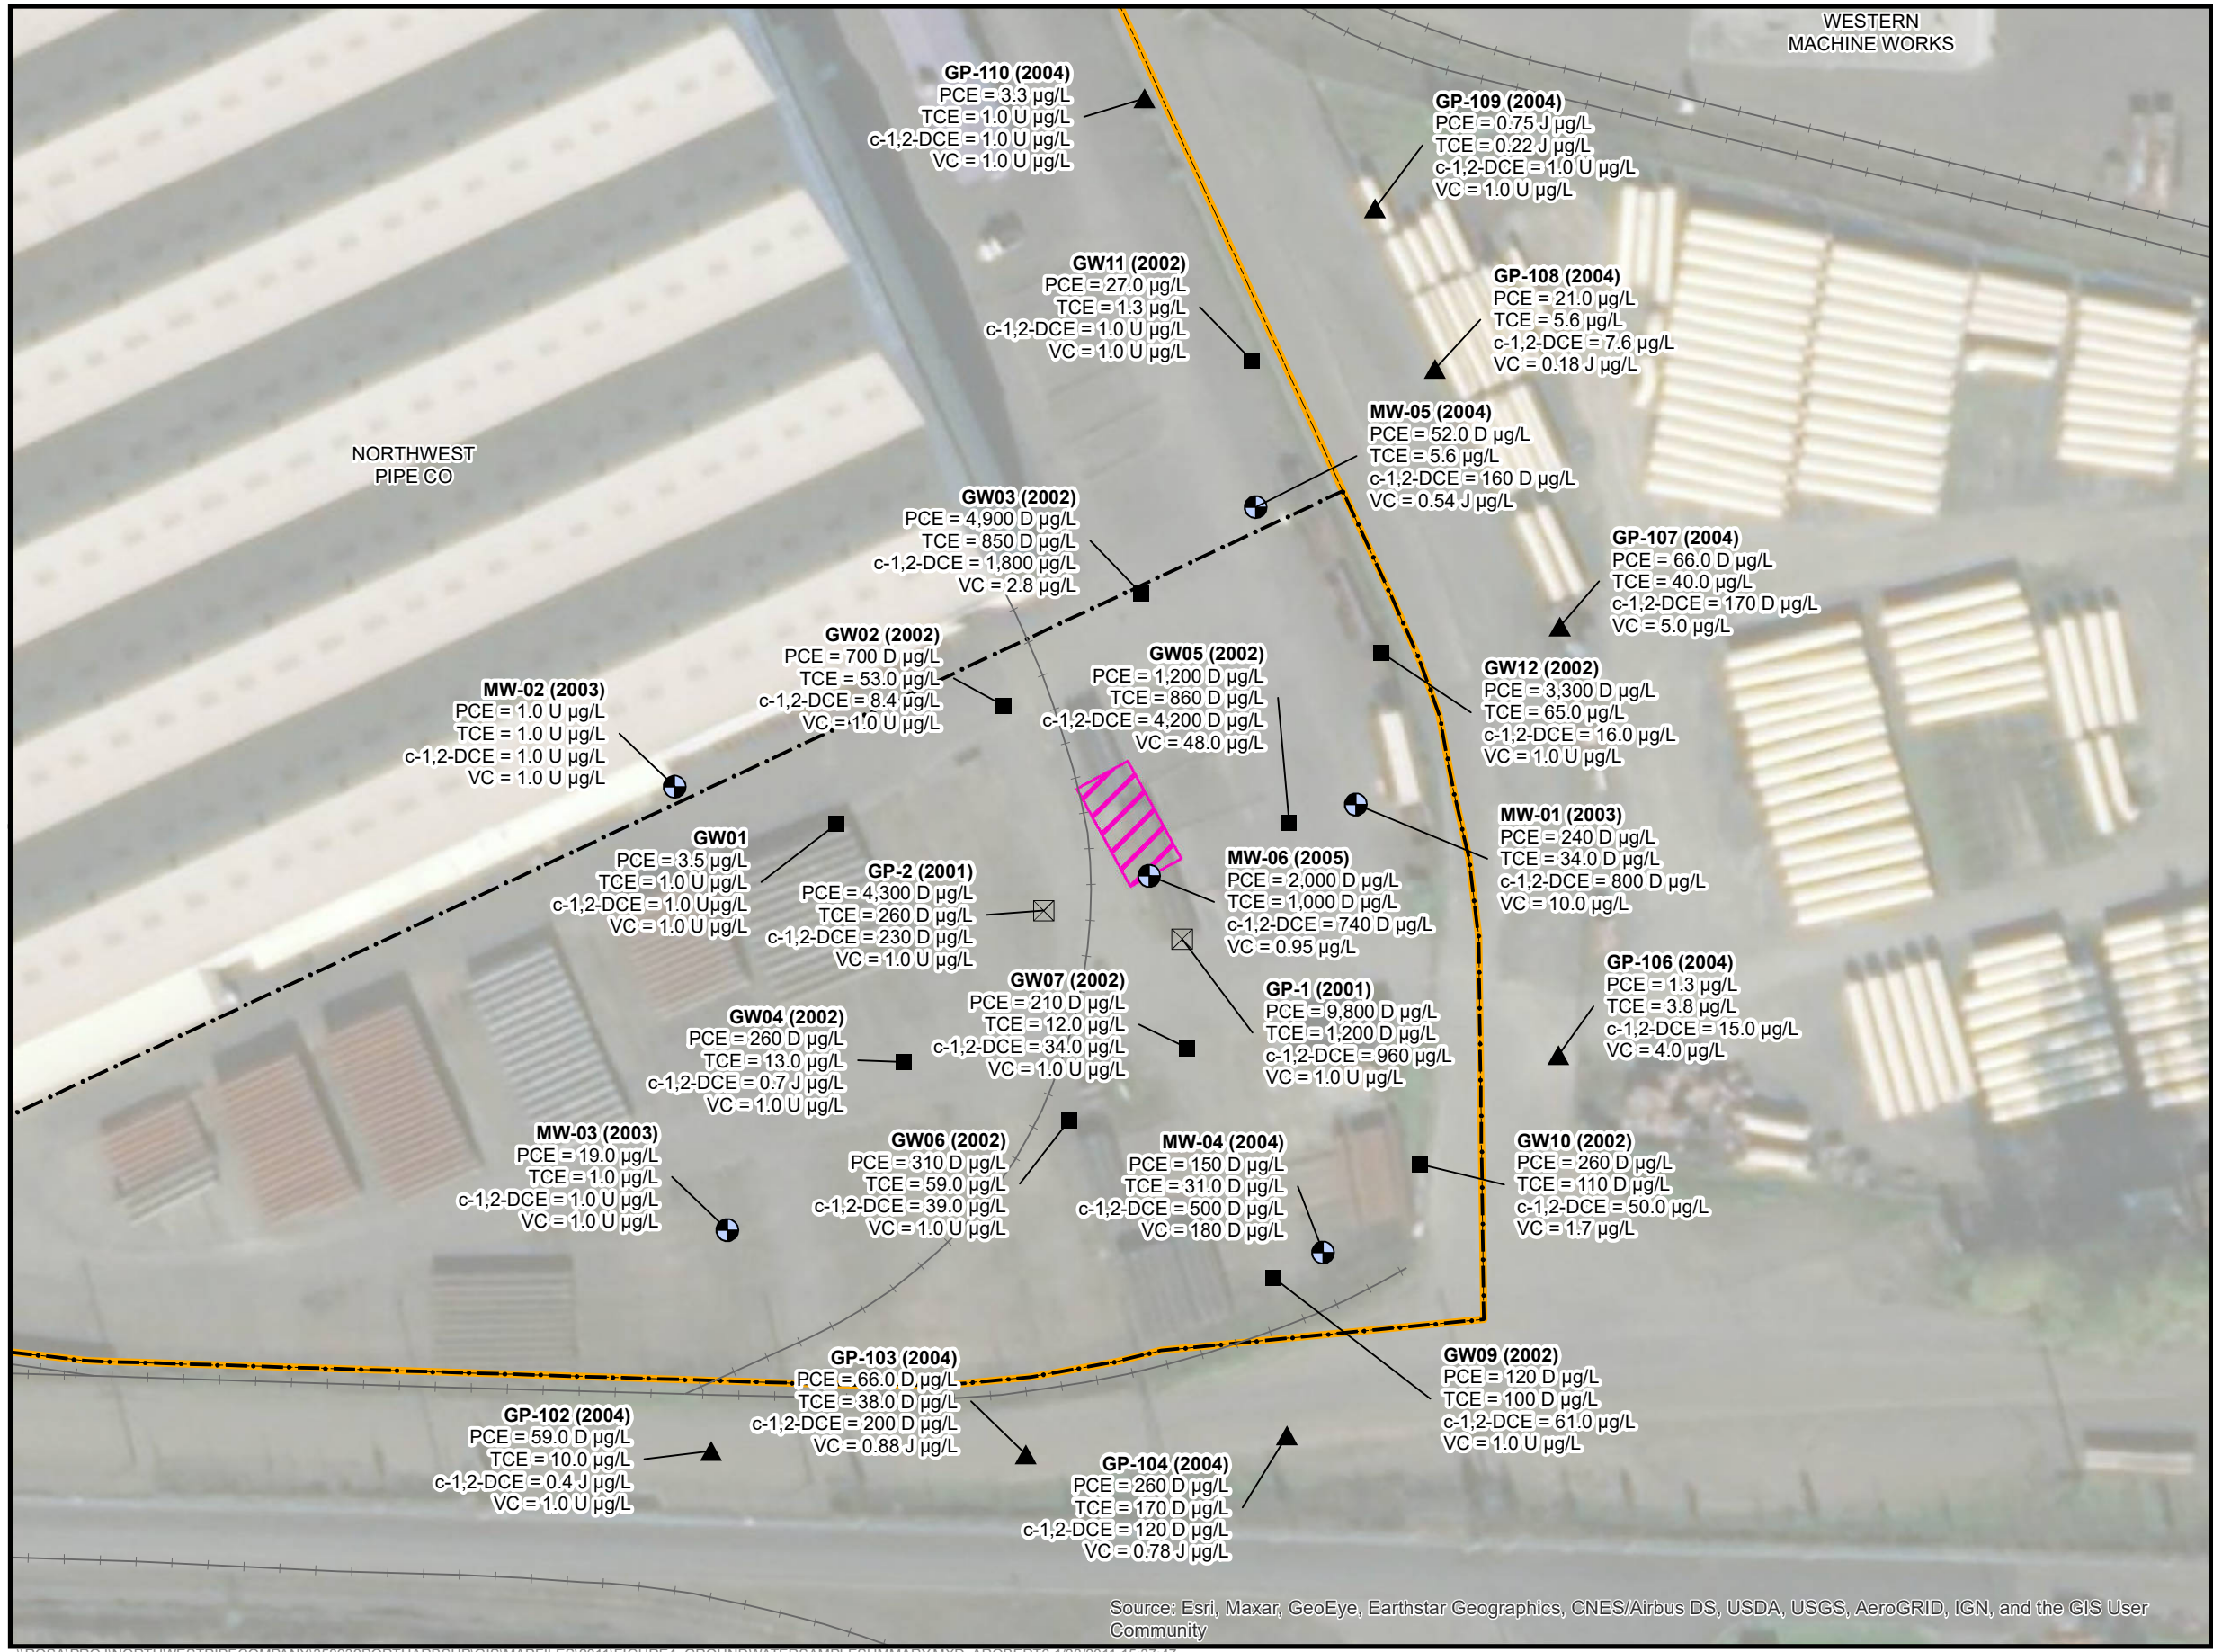 WESTERN
MACHINE WORKS
GP-110 (2004)
PCE = 3.3 µg/L
TCE = 1.0 U µg/L
c-1,2-DCE = 1.0 U µg/L
VC = 1.0 U µg/L
GP-109 (2004)
PCE = 0.75 J µg/L
TCE = 0.22 J µg/L
c-1,2-DCE = 1.0 U µg/L
VC = 1.0 U µg/L
GW11 (2002)
PCE = 27.0 µg/L
TCE = 1.3 µg/L
c-1,2-DCE = 1.0 U µg/L
VC = 1.0 U µg/L
GP-108 (2004)
PCE = 21.0 µg/L
TCE = 5.6 µg/L
c-1,2-DCE = 7.6 µg/L
VC = 0.18 J µg/L
MW-05 (2004)
PCE = 52.0 D µg/L
TCE = 5.6 µg/L
c-1,2-DCE = 160 D µg/L
VC = 0.54 J µg/L
NORTHWEST
PIPE CO
GW03 (2002)
PCE = 4,900 D µg/L
TCE = 850 D µg/L
c-1,2-DCE = 1,800 µg/L
VC = 2.8 µg/L
GP-107 (2004)
PCE = 66.0 D µg/L
TCE = 40.0 µg/L
c-1,2-DCE = 170 D µg/L
VC = 5.0 µg/L
GW02 (2002)
PCE = 700 D µg/L
TCE = 53.0 µg/L
c-1,2-DCE = 8.4 µg/L
VC = 1.0 U µg/L
GW05 (2002)
PCE = 1,200 D µg/L
TCE = 860 D µg/L
c-1,2-DCE = 4,200 D µg/L
VC = 48.0 µg/L
GW12 (2002)
PCE = 3,300 D µg/L
TCE = 65.0 µg/L
c-1,2-DCE = 16.0 µg/L
VC = 1.0 U µg/L
MW-02 (2003)
PCE = 1.0 U µg/L
TCE = 1.0 U µg/L
c-1,2-DCE = 1.0 U µg/L
VC = 1.0 U µg/L
MW-01 (2003)
PCE = 240 D µg/L
TCE = 34.0 D µg/L
c-1,2-DCE = 800 D µg/L
VC = 10.0 µg/L
GW01
PCE = 3.5 µg/L
TCE = 1.0 U µg/L
c-1,2-DCE = 1.0 Uµg/L
VC = 1.0 U µg/L
GP-2 (2001)
PCE = 4,300 D µg/L
TCE = 260 D µg/L
c-1,2-DCE = 230 D µg/L
VC = 1.0 U µg/L
MW-06 (2005)
PCE = 2,000 D µg/L
TCE = 1,000 D µg/L
c-1,2-DCE = 740 D µg/L
VC = 0.95 µg/L
GP-106 (2004)
PCE = 1.3 µg/L
TCE = 3.8 µg/L
c-1,2-DCE = 15.0 µg/L
VC = 4.0 µg/L
GW07 (2002)
PCE = 210 D µg/L
TCE = 12.0 µg/L
c-1,2-DCE = 34.0 µg/L
VC = 1.0 U µg/L
GP-1 (2001)
PCE = 9,800 D µg/L
TCE = 1,200 D µg/L
c-1,2-DCE = 960 µg/L
VC = 1.0 U µg/L
GW04 (2002)
PCE = 260 D µg/L
TCE = 13.0 µg/L
c-1,2-DCE = 0.7 J µg/L
VC = 1.0 U µg/L
MW-03 (2003)
PCE = 19.0 µg/L
TCE = 1.0 µg/L
c-1,2-DCE = 1.0 U µg/L
VC = 1.0 U µg/L
GW06 (2002)
PCE = 310 D µg/L
TCE = 59.0 µg/L
c-1,2-DCE = 39.0 µg/L
VC = 1.0 U µg/L
MW-04 (2004)
PCE = 150 D µg/L
TCE = 31.0 D µg/L
c-1,2-DCE = 500 D µg/L
VC = 180 D µg/L
GW10 (2002)
PCE = 260 D µg/L
TCE = 110 D µg/L
c-1,2-DCE = 50.0 µg/L
VC = 1.7 µg/L
GW09 (2002)
PCE = 120 D µg/L
TCE = 100 D µg/L
c-1,2-DCE = 61.0 µg/L
VC = 1.0 U µg/L
GP-103 (2004)
PCE = 66.0 D µg/L
TCE = 38.0 D µg/L
c-1,2-DCE = 200 D µg/L
VC = 0.88 J µg/L
GP-102 (2004)
PCE = 59.0 D µg/L
TCE = 10.0 µg/L
c-1,2-DCE = 0.4 J µg/L
VC = 1.0 U µg/L
GP-104 (2004)
PCE = 260 D µg/L
TCE = 170 D µg/L
c-1,2-DCE = 120 D µg/L
VC = 0.78 J µg/L
Source: Esri, Maxar, GeoEye, Earthstar Geographics, CNES/Airbus DS, USDA, USGS, AeroGRID, IGN, and the GIS User
Community